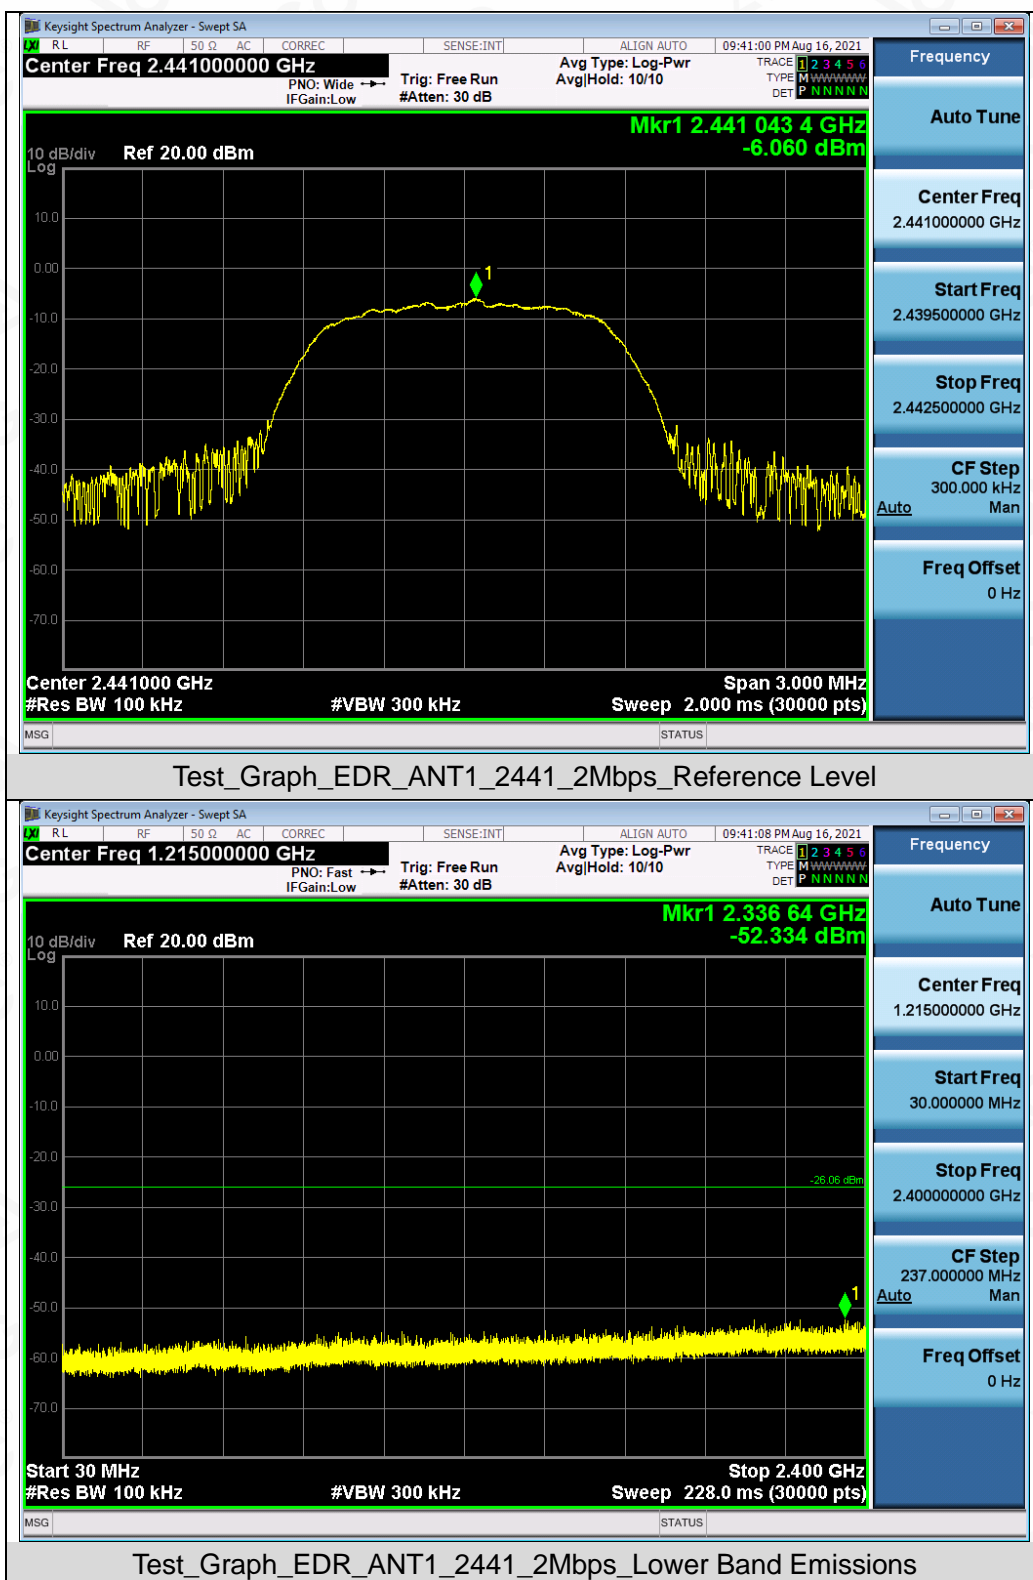 Keysight Spectrum Analyzer - Swept SA
LXI RL RF 50 Ω AC CORREC SENSE:INT ALIGN AUTO 09:41:00 PM Aug 16, 2021
Center Freq 2.441000000 GHz
PNO: Wide
IFGain:Low
Trig: Free Run
#Atten: 30 dB
Avg Type: Log-Pwr
Avg|Hold: 10/10
TRACE 1 2 3 4 5 6
TYPE M WWWWW
DET P N N N N N
Mkr1 2.441 043 4 GHz
-6.060 dBm
10 dB/div Ref 20.00 dBm
Log
10.0
0.00
1
-10.0
-20.0
-30.0
-40.0
-50.0
-60.0
-70.0
Center 2.441000 GHz Span 3.000 MHz
#Res BW 100 kHz #VBW 300 kHz Sweep 2.000 ms (30000 pts)
MSG STATUS
Frequency
Auto Tune
Center Freq
2.441000000 GHz
Start Freq
2.439500000 GHz
Stop Freq
2.442500000 GHz
CF Step
300.000 kHz
Auto Man
Freq Offset
0 Hz
Test_Graph_EDR_ANT1_2441_2Mbps_Reference Level
Keysight Spectrum Analyzer - Swept SA
LXI RL RF 50 Ω AC CORREC SENSE:INT ALIGN AUTO 09:41:08 PM Aug 16, 2021
Center Freq 1.215000000 GHz
PNO: Fast
IFGain:Low
Trig: Free Run
#Atten: 30 dB
Avg Type: Log-Pwr
Avg|Hold: 10/10
TRACE 1 2 3 4 5 6
TYPE M WWWWW
DET P N N N N N
Mkr1 2.336 64 GHz
-52.334 dBm
10 dB/div Ref 20.00 dBm
Log
10.0
0.00
-10.0
-20.0
-26.06 dBm
-30.0
-40.0
1
-50.0
-60.0
-70.0
Start 30 MHz Stop 2.400 GHz
#Res BW 100 kHz #VBW 300 kHz Sweep 228.0 ms (30000 pts)
MSG STATUS
Frequency
Auto Tune
Center Freq
1.215000000 GHz
Start Freq
30.000000 MHz
Stop Freq
2.400000000 GHz
CF Step
237.000000 MHz
Auto Man
Freq Offset
0 Hz
Test_Graph_EDR_ANT1_2441_2Mbps_Lower Band Emissions